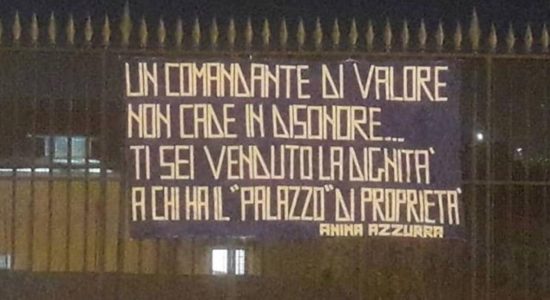 UN COMANDANTE DI VALORE
NON CADE IN DISONORE...
TI SEI VENDUTO LA DIGNITA'
A CHI HA IL "PALAZZO" DI PROPRIETA'
ANIMA AZZURRA